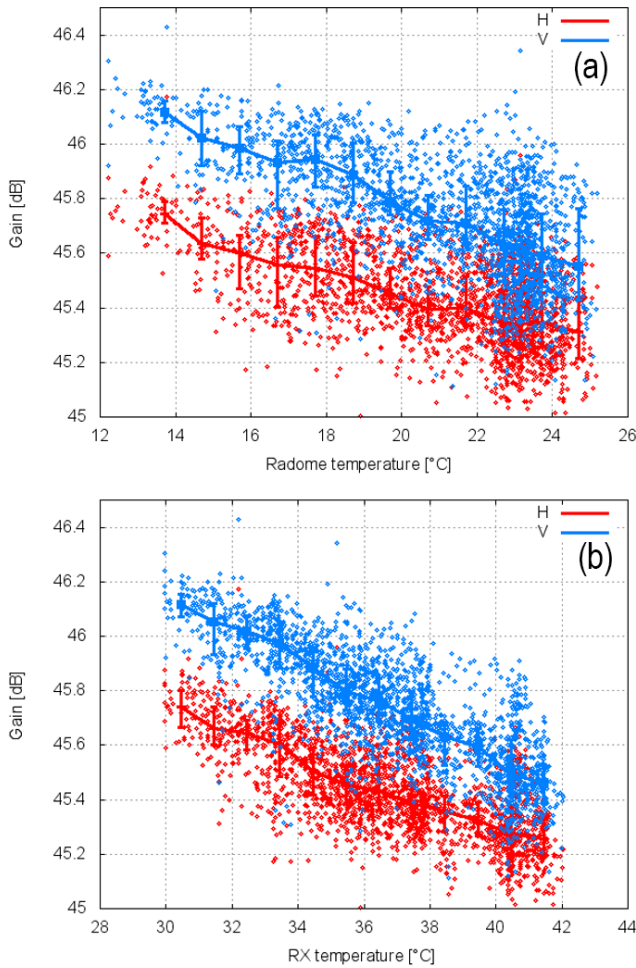 46.4
46.2
46
45.8
45.6
45.4
45.2
45
Gain [dB]
H
V
(a)
12 14 16 18 20 22 24 26
Radome temperature [°C]
46.4
46.2
46
45.8
45.6
45.4
45.2
45
Gain [dB]
H
V
(b)
28 30 32 34 36 38 40 42 44
RX temperature [°C]